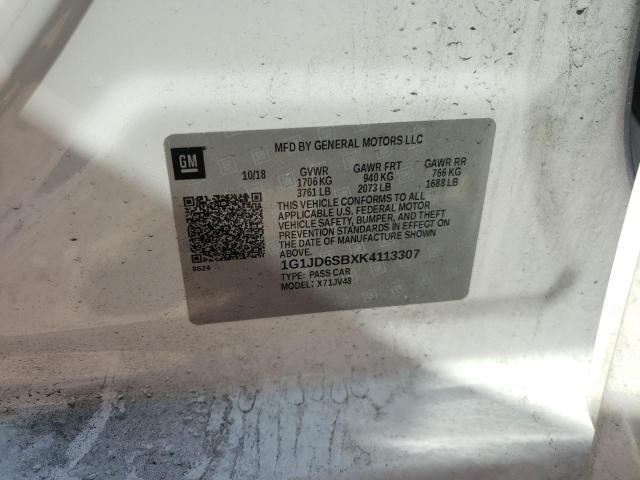 GM
MFD BY GENERAL MOTORS LLC
10/18 GVWR GAWR FRT GAWR RR
1706 KG 940 KG 766 KG
3761 LB 2073 LB 1688 LB
THIS VEHICLE CONFORMS TO ALL
APPLICABLE U.S. FEDERAL MOTOR
VEHICLE SAFETY, BUMPER, AND THEFT
PREVENTION STANDARDS IN EFFECT ON
THE DATE OF MANUFACTURE SHOWN
ABOVE.
1G1JD6SBXK4113307
8624
TYPE: PASS CAR
MODEL: X71JV48